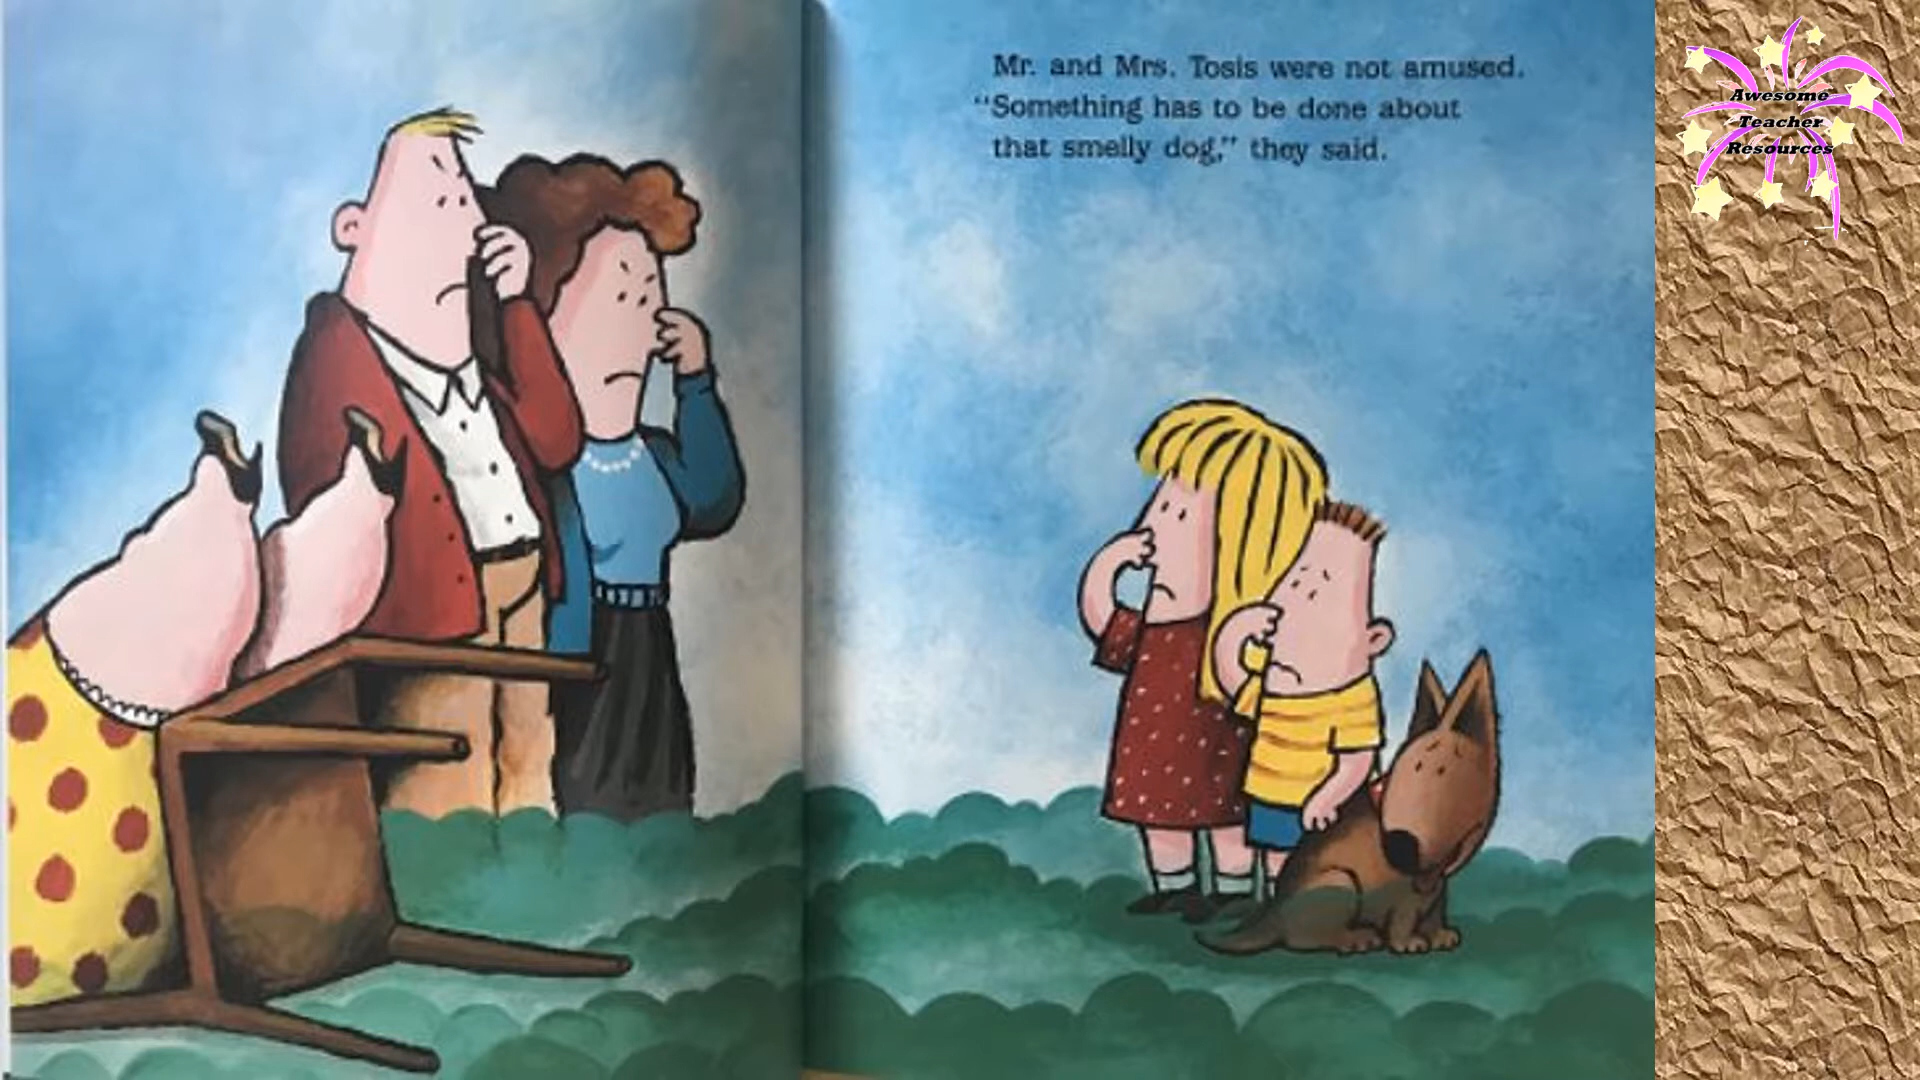 Mr. and Mrs. Tosis were not amused.
“Something has to be done about
that smelly dog,” they said.
Awesome
Teacher
Resources